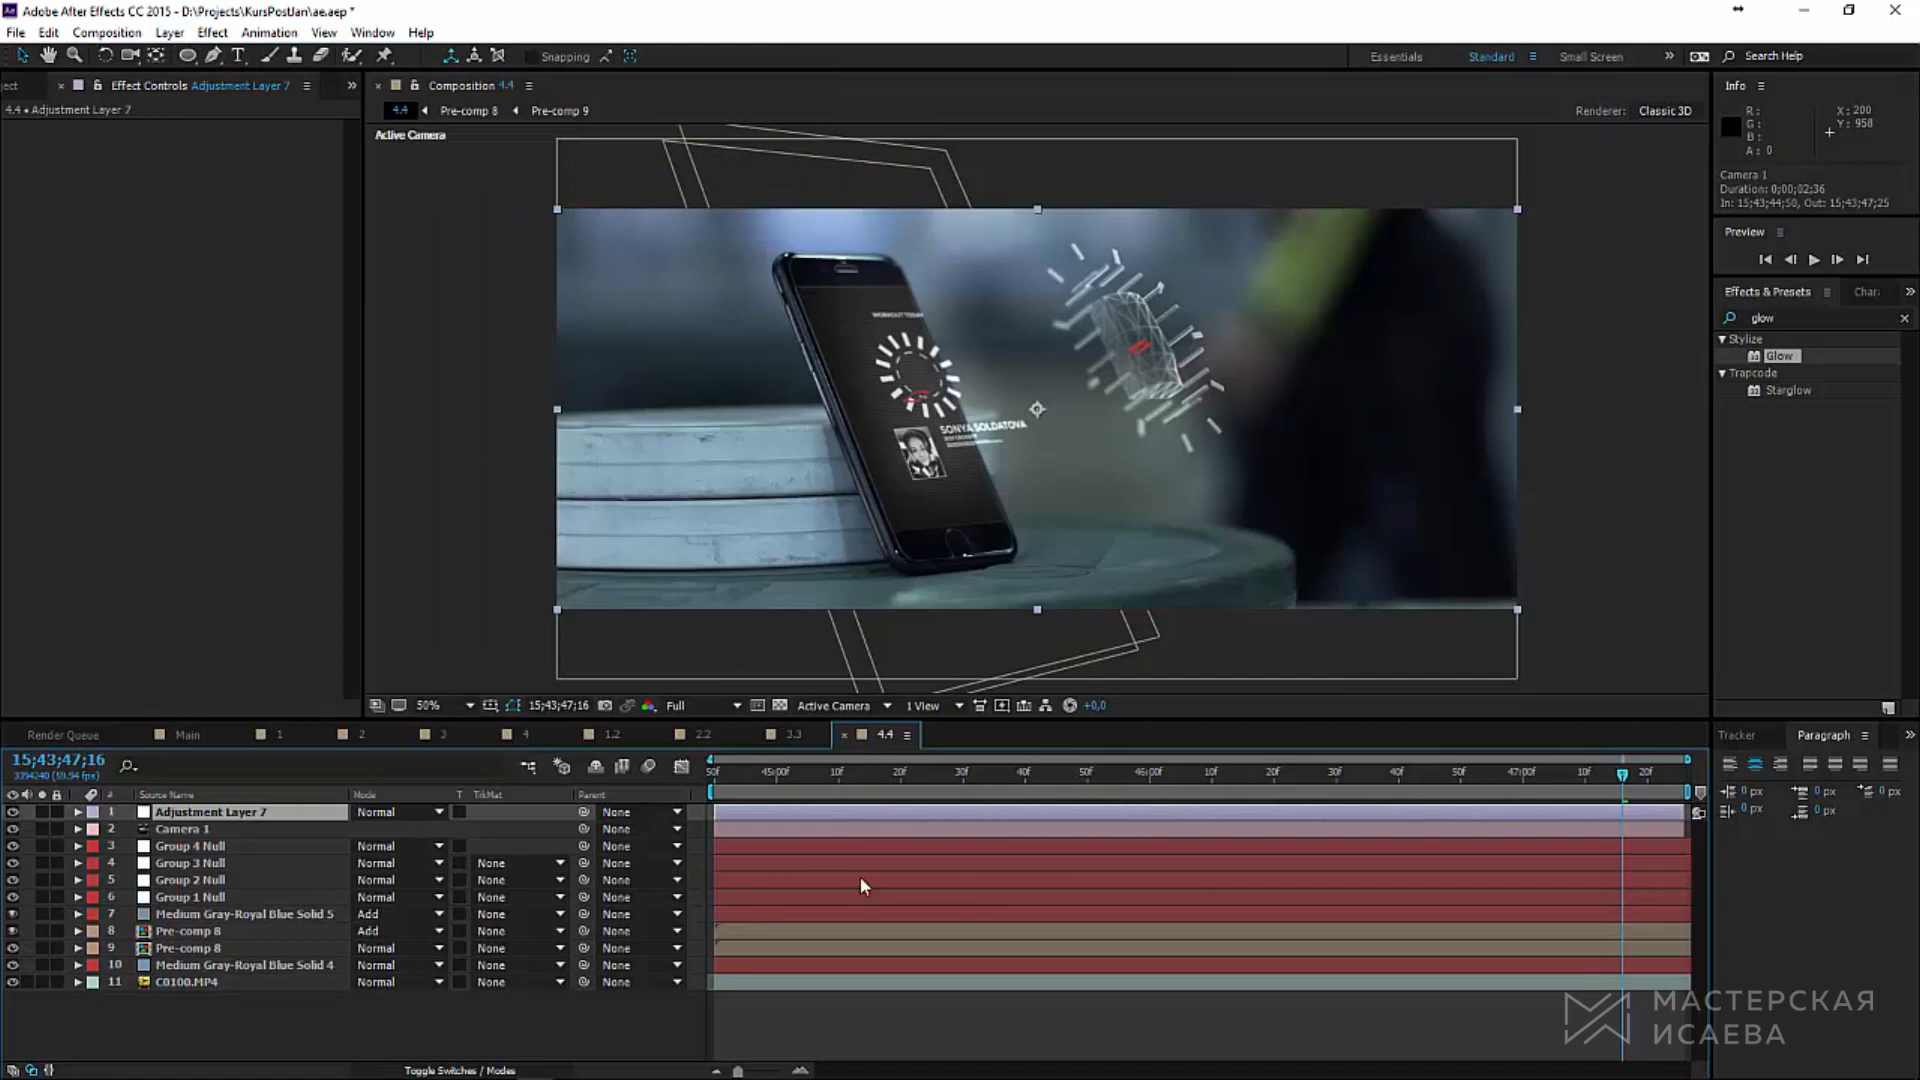 Adobe After Effects CC 2015 - D:\Projects\KursPostJan\ae.aep *
File Edit Composition Layer Effect Animation View Window Help
Snapping
Essentials Standard Small Screen Search Help
ject Effect Controls Adjustment Layer 7
Composition 4.4
Info
4.4 • Adjustment Layer 7
4.4 Pre-comp 8 Pre-comp 9
Renderer: Classic 3D
Active Camera
R:
G:
B:
A: 0
X: 200
Y: 958
Camera 1
Duration: 0;00;02;36
In: 15;43;44;50, Out: 15;43;47;25
Preview
Effects & Presets Char
glow
Stylize
Glow
Trapcode
Starglow
WORKOUT TODAY
SONYA SOLDATOVA
50% 15;43;47;16 Full Active Camera 1 View +0,0
Render Queue Main 1 2 3 4 1.2 2.2 3.3 4.4
Tracker Paragraph
15;43;47;16
3394240 (59.94 fps)
50f 45:00f 10f 20f 30f 40f 50f 46:00f 10f 20f 30f 40f 50f 47:00f 10f 20f
# Source Name Mode T TrkMat Parent
0 px 0 px 0 px
0 px 0 px
1 Adjustment Layer 7 Normal None
2 Camera 1 None
3 Group 4 Null Normal None
4 Group 3 Null Normal None None
5 Group 2 Null Normal None None
6 Group 1 Null Normal None None
7 Medium Gray-Royal Blue Solid 5 Add None None
8 Pre-comp 8 Add None None
9 Pre-comp 8 Normal None None
10 Medium Gray-Royal Blue Solid 4 Normal None None
11 C0100.MP4 Normal None None
МАСТЕРСКАЯ
ИСАЕВА
Toggle Switches / Modes